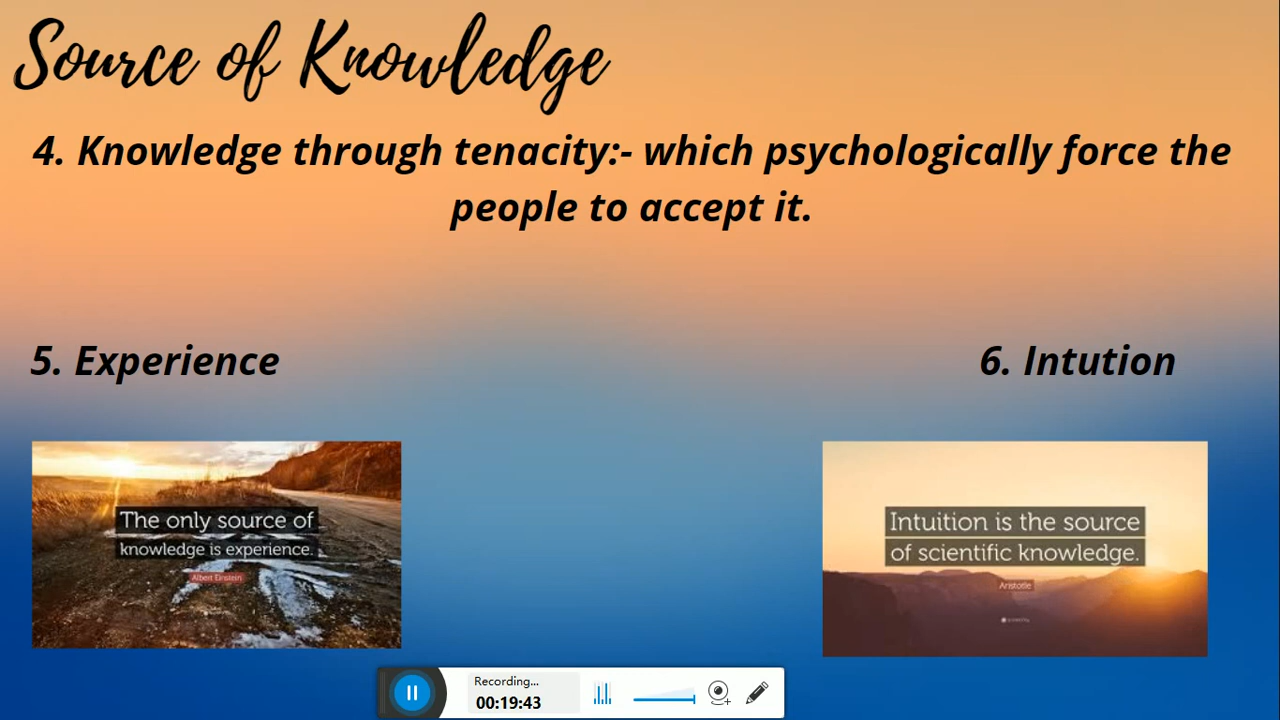 Source of Knowledge
4. Knowledge through tenacity:- which psychologically force the
people to accept it.
5. Experience
6. Intution
The only source of
knowledge is experience.
Albert Einstein
Intuition is the source
of scientific knowledge.
Aristotle
Recording...
00:19:43